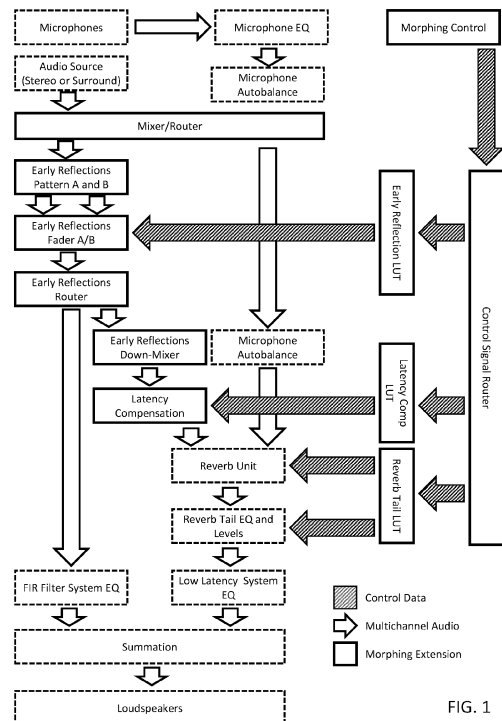 Microphones
Microphone EQ
Morphing Control
Audio Source
(Stereo or Surround)
Microphone
Autobalance
Mixer/Router
Early Reflections
Pattern A and B
Early Reflections
Fader A/B
Early Reflection LUT
Early Reflections
Router
Control Signal Router
Early Reflections
Down-Mixer
Microphone
Autobalance
Latency
Compensation
Latency Comp
LUT
Reverb Unit
Reverb Tail LUT
Reverb Tail EQ and
Levels
FIR Filter System EQ
Low Latency System
EQ
Control Data
Multichannel Audio
Summation
Morphing Extension
Loudspeakers
FIG. 1